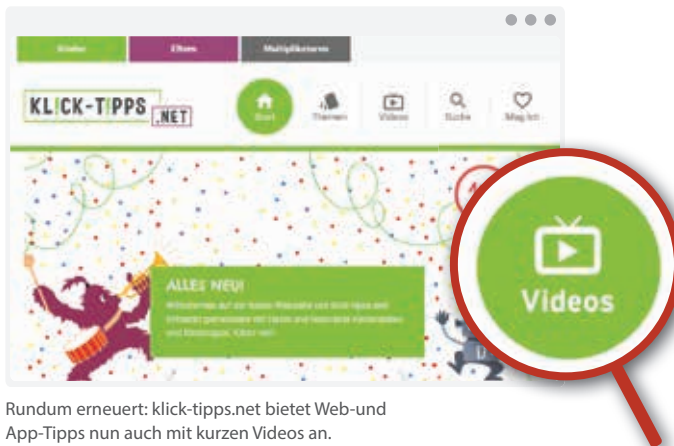 Kinder
Eltern
Multiplikatoren
KLICK-TIPPS
.NET
Start
Themen
Videos
Suche
Mag ich
ALLES NEU!
Videos
Rundum erneuert: klick-tipps.net bietet Web-und
App-Tipps nun auch mit kurzen Videos an.